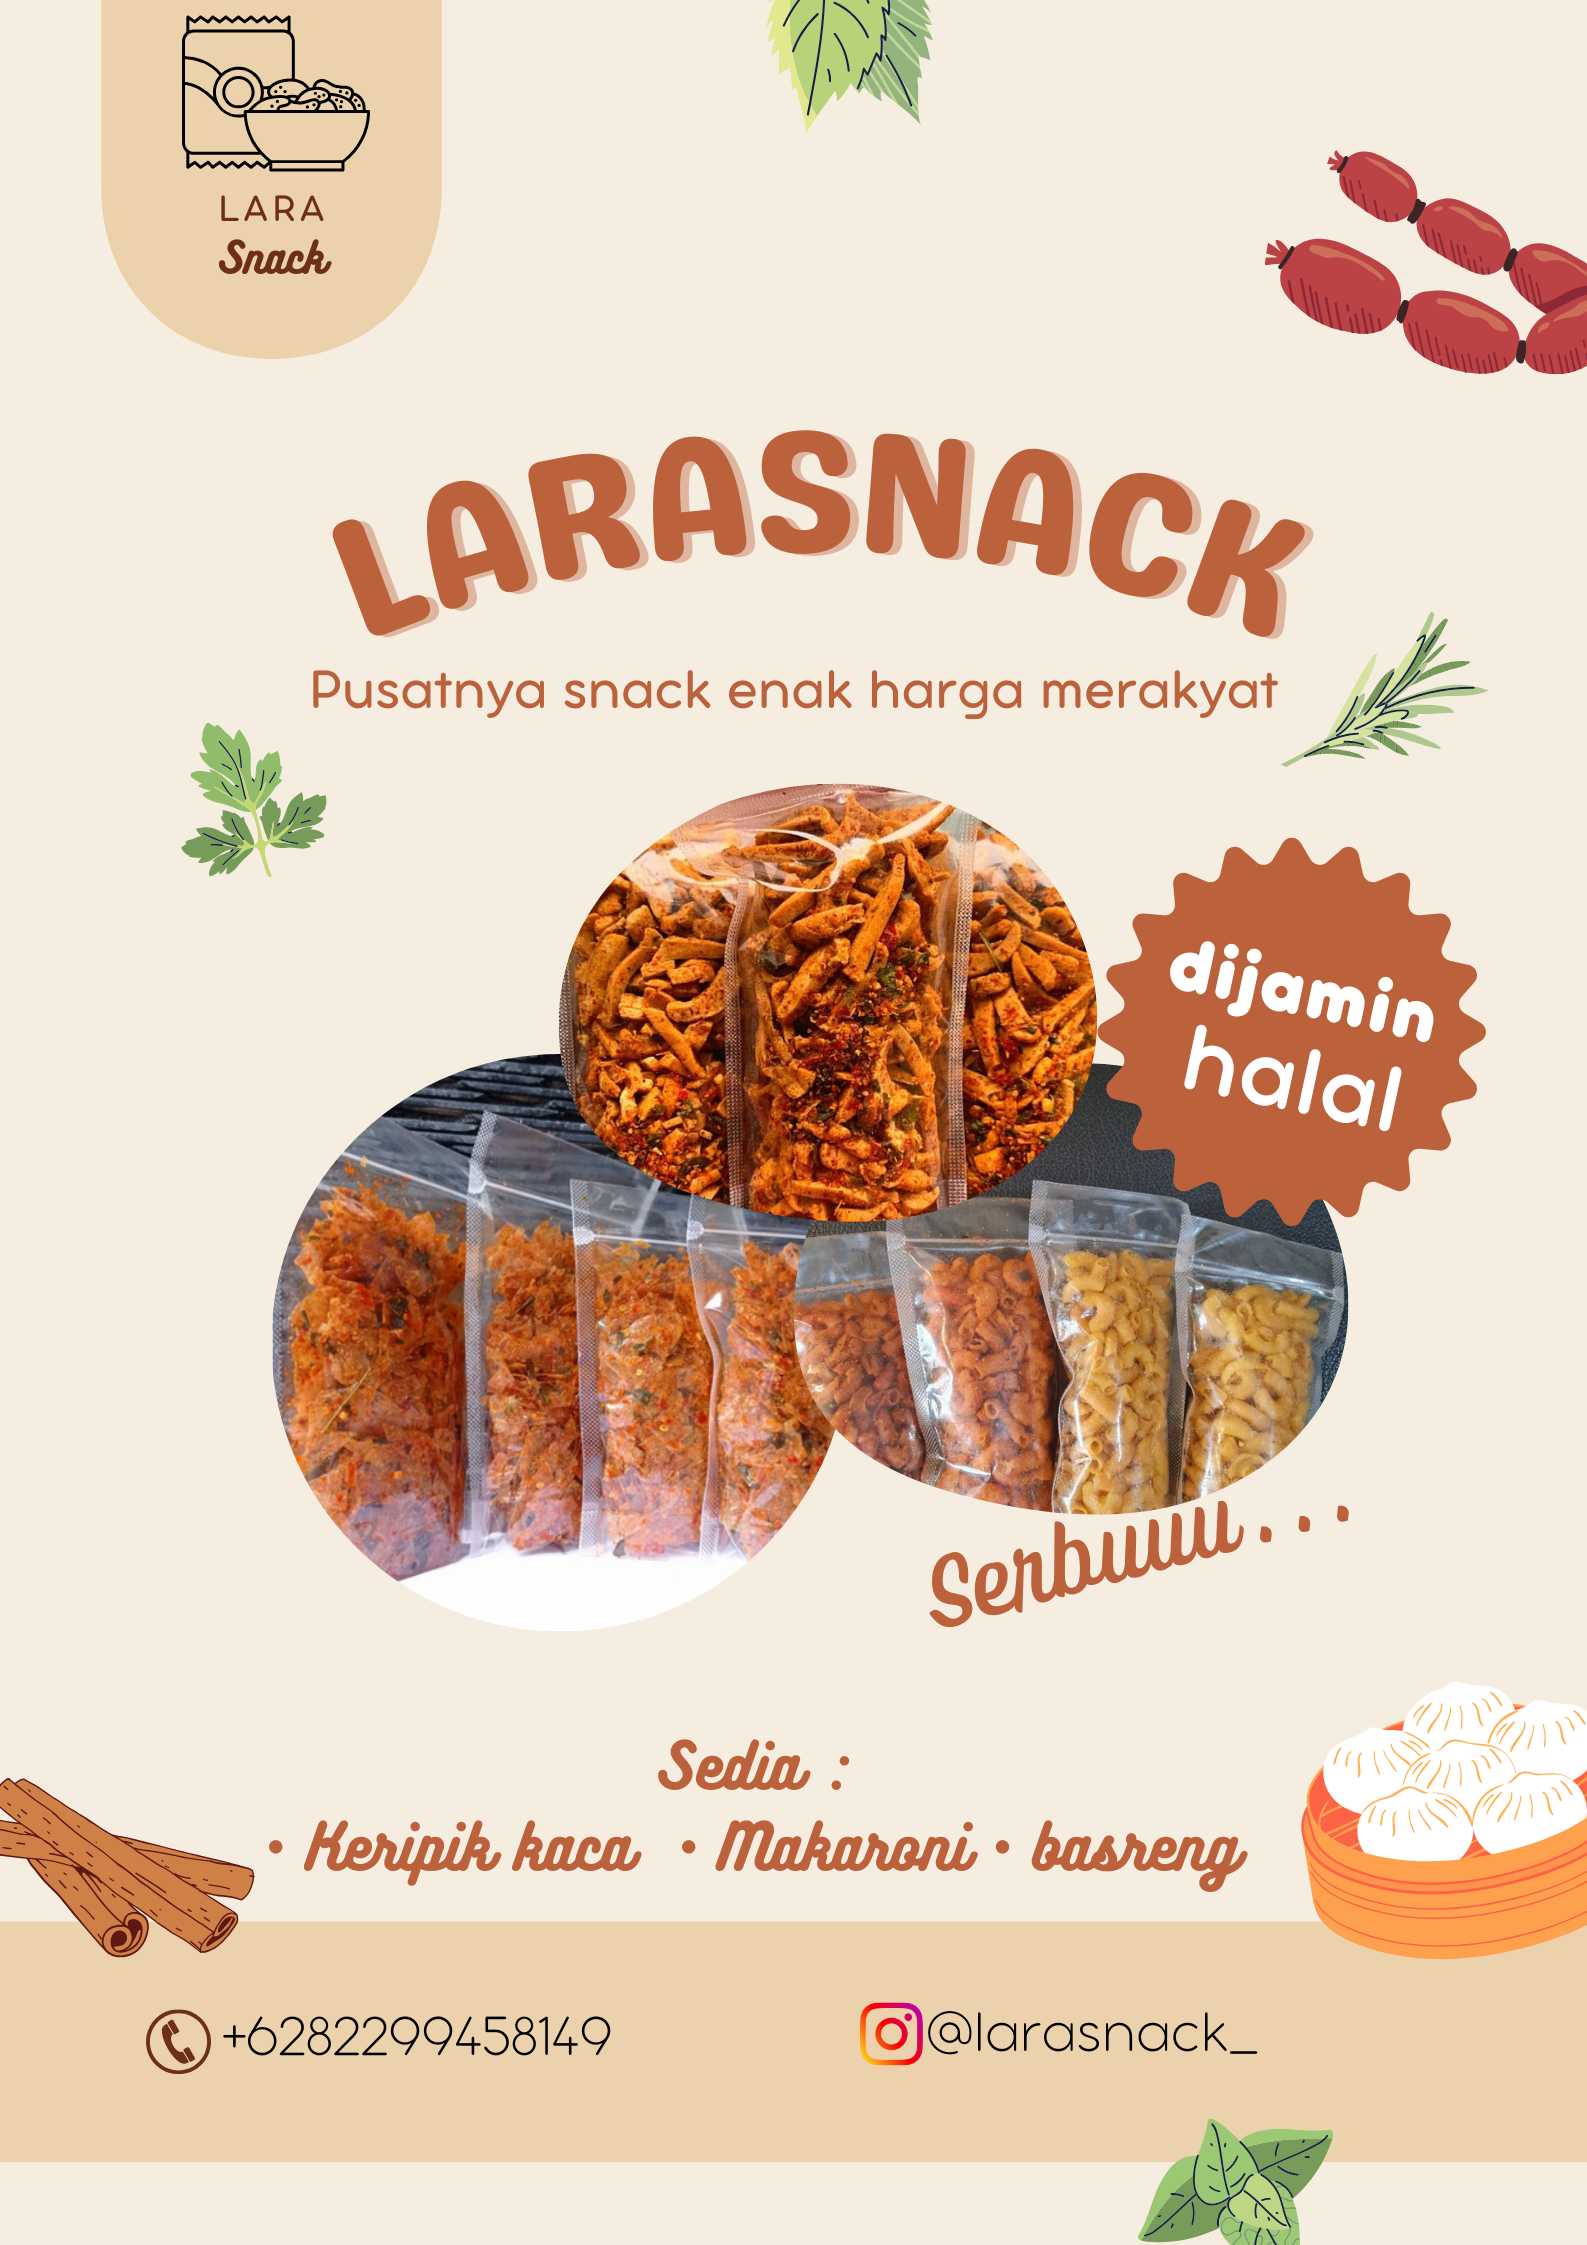 LARA
Snack
LARASNACK
Pusatnya snack enak harga merakyat
dijamin
halal
Serbuuu...
Sedia :
• Keripik kaca • Makaroni • basreng
+6282299458149
@larasnack_